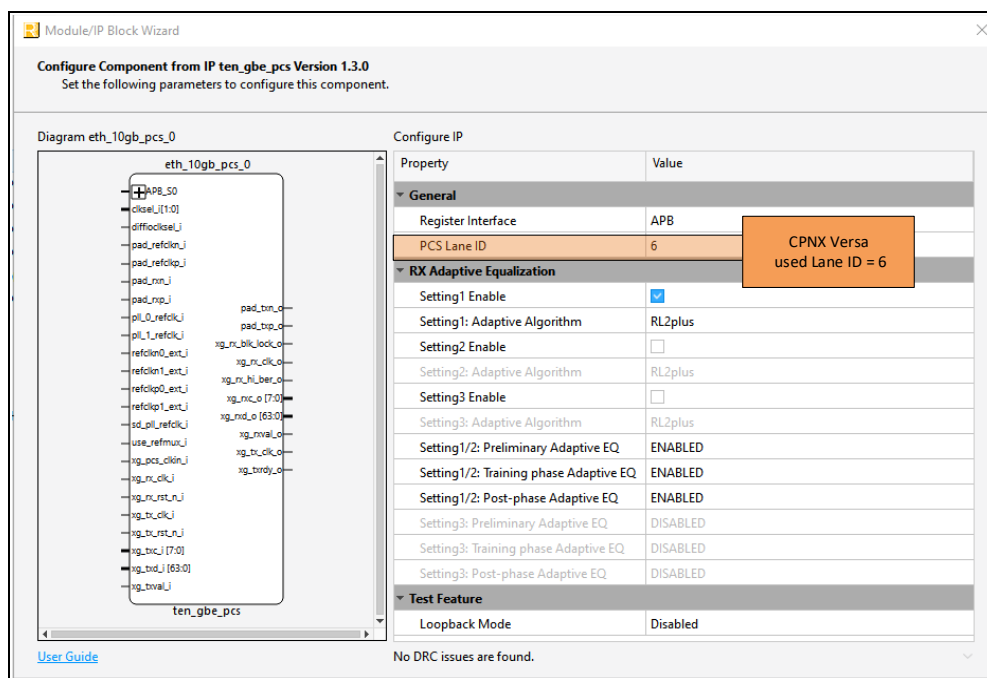 Module/IP Block Wizard
Configure Component from IP ten_gbe_pcs Version 1.3.0
Set the following parameters to configure this component.
Diagram eth_10gb_pcs_0
eth_10gb_pcs_0
APB_S0
clksel_i[1:0]
diffioclksel_i
pad_refclkn_i
pad_refclkp_i
pad_rxn_i
pad_rxp_i
pll_0_refclk_i
pll_1_refclk_i
refclkn0_ext_i
refclkn1_ext_i
refclkp0_ext_i
refclkp1_ext_i
sd_pll_refclk_i
use_refmux_i
xg_pcs_clkin_i
xg_rx_clk_i
xg_rx_rst_n_i
xg_tx_clk_i
xg_tx_rst_n_i
xg_txc_i [7:0]
xg_txd_i [63:0]
xg_txval_i
pad_txn_o
pad_txp_o
xg_rx_blk_lock_o
xg_rx_clk_o
xg_rx_hi_ber_o
xg_rxc_o [7:0]
xg_rxd_o [63:0]
xg_rxval_o
xg_tx_clk_o
xg_txrdy_o
ten_gbe_pcs
User Guide
Configure IP
Property Value
General
Register Interface APB
PCS Lane ID 6
CPNX Versa
used Lane ID = 6
RX Adaptive Equalization
Setting1 Enable
Setting1: Adaptive Algorithm RL2plus
Setting2 Enable
Setting2: Adaptive Algorithm RL2plus
Setting3 Enable
Setting3: Adaptive Algorithm RL2plus
Setting1/2: Preliminary Adaptive EQ ENABLED
Setting1/2: Training phase Adaptive EQ ENABLED
Setting1/2: Post-phase Adaptive EQ ENABLED
Setting3: Preliminary Adaptive EQ DISABLED
Setting3: Training phase Adaptive EQ DISABLED
Setting3: Post-phase Adaptive EQ DISABLED
Test Feature
Loopback Mode Disabled
No DRC issues are found.